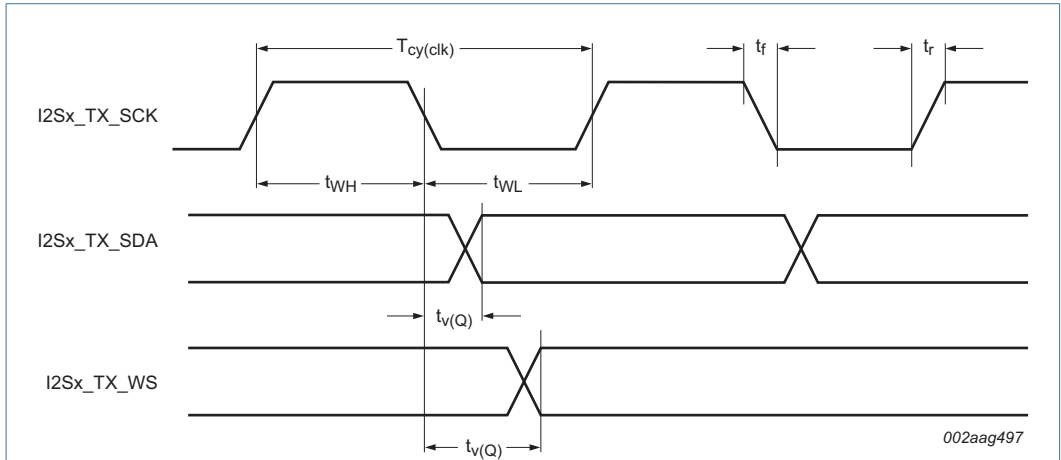 T_cy(clk)
t_f
t_r
I2Sx_TX_SCK
t_WH
t_WL
I2Sx_TX_SDA
t_v(Q)
I2Sx_TX_WS
t_v(Q)
002aag497